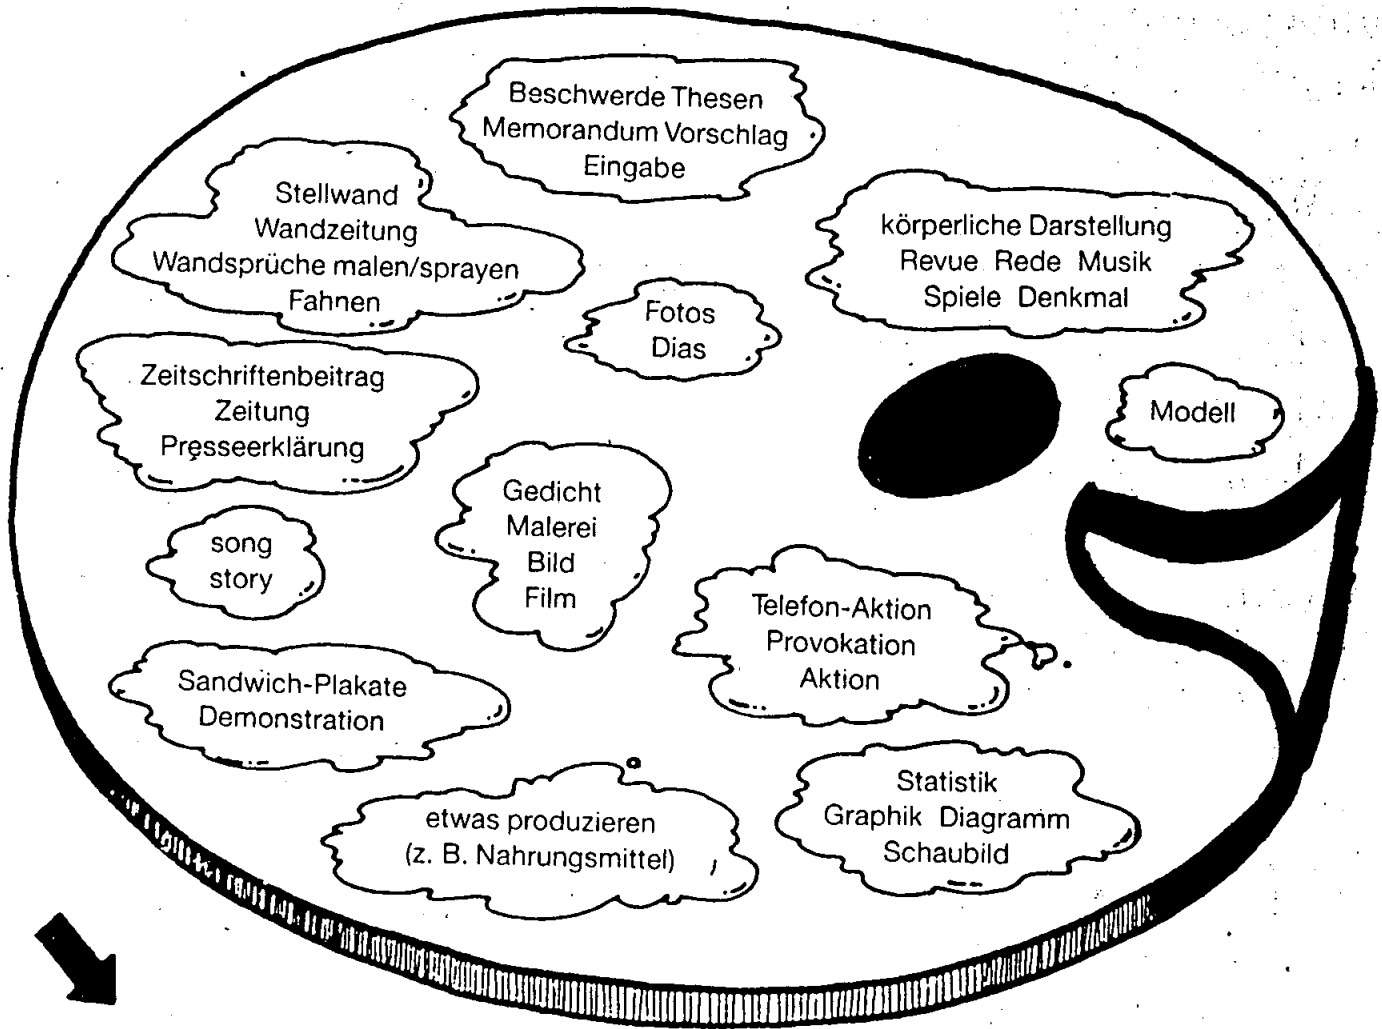 Beschwerde Thesen
Memorandum Vorschlag
Eingabe
Stellwand
Wandzeitung
Wandsprüche malen/sprayen
Fahnen
körperliche Darstellung
Revue Rede Musik
Spiele Denkmal
Fotos
Dias
Zeitschriftenbeitrag
Zeitung
Presseerklärung
Modell
Gedicht
Malerei
Bild
Film
song
story
Telefon-Aktion
Provokation
Aktion
Sandwich-Plakate
Demonstration
Statistik
Graphik Diagramm
Schaubild
etwas produzieren
(z. B. Nahrungsmittel)